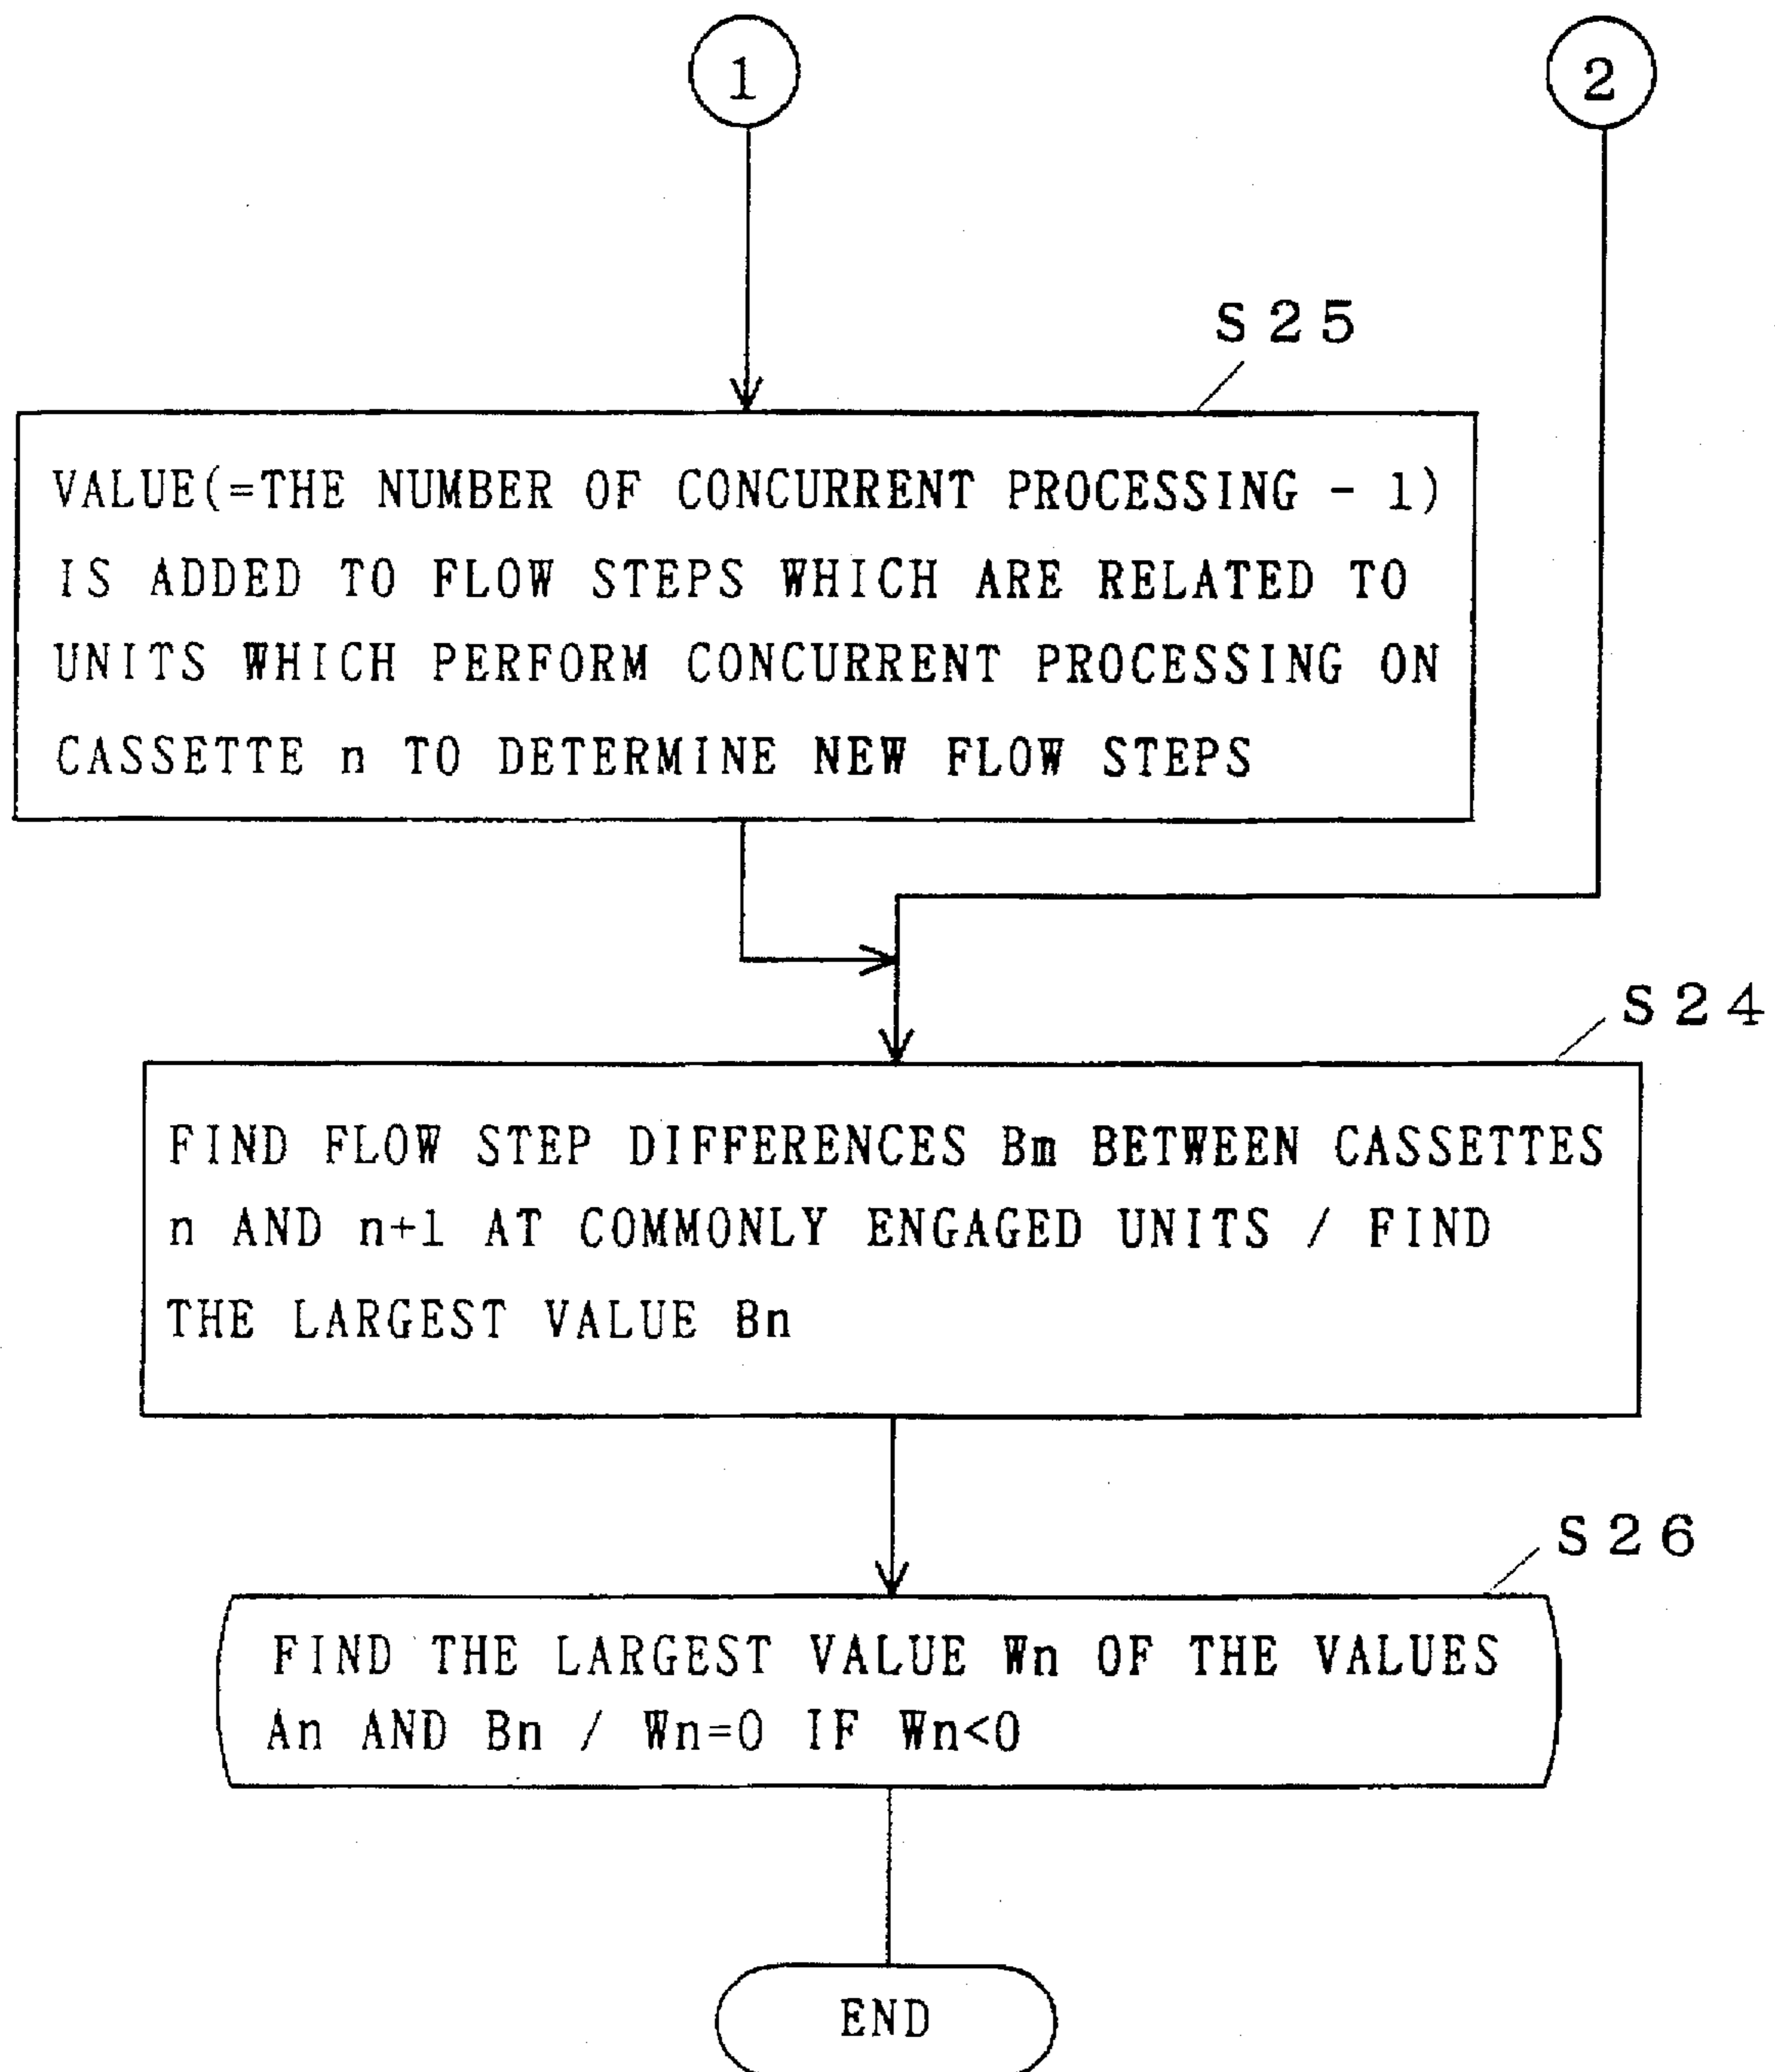 1
2
S25
VALUE(=THE NUMBER OF CONCURRENT PROCESSING - 1)
IS ADDED TO FLOW STEPS WHICH ARE RELATED TO
UNITS WHICH PERFORM CONCURRENT PROCESSING ON
CASSETTE n TO DETERMINE NEW FLOW STEPS
S24
FIND FLOW STEP DIFFERENCES Bm BETWEEN CASSETTES
n AND n+1 AT COMMONLY ENGAGED UNITS / FIND
THE LARGEST VALUE Bn
S26
FIND THE LARGEST VALUE Wn OF THE VALUES
An AND Bn / Wn=0 IF Wn<0
END